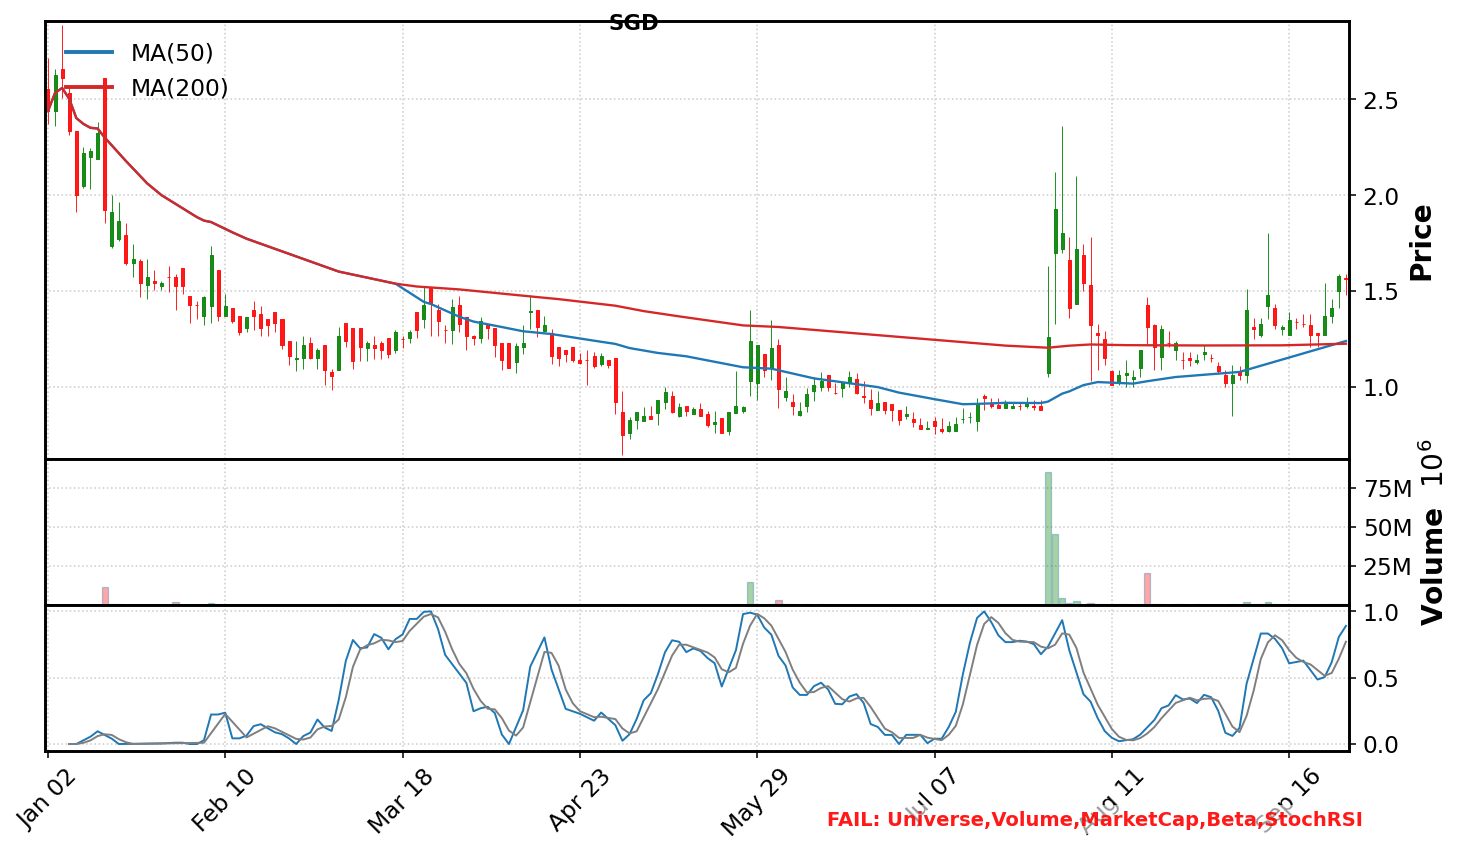 SGD
MA(50)
MA(200)
2.5
2.0
1.5
1.0
Price
75M
50M
25M
Volume 10^6
1.0
0.5
0.0
Jan 02
Feb 10
Mar 18
Apr 23
May 29
Jul 07
Aug 11
Sep 16
FAIL: Universe,Volume,MarketCap,Beta,StochRSI